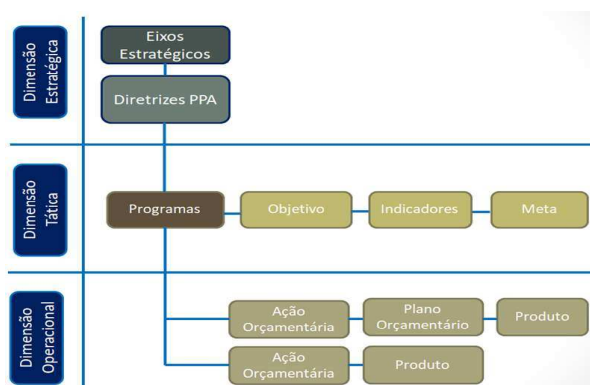 Dimensão
Estratégica
Eixos
Estratégicos
Diretrizes PPA
Dimensão
Tática
Programas
Objetivo
Indicadores
Meta
Dimensão
Operacional
Ação
Orçamentária
Plano
Orçamentário
Produto
Ação
Orçamentária
Produto